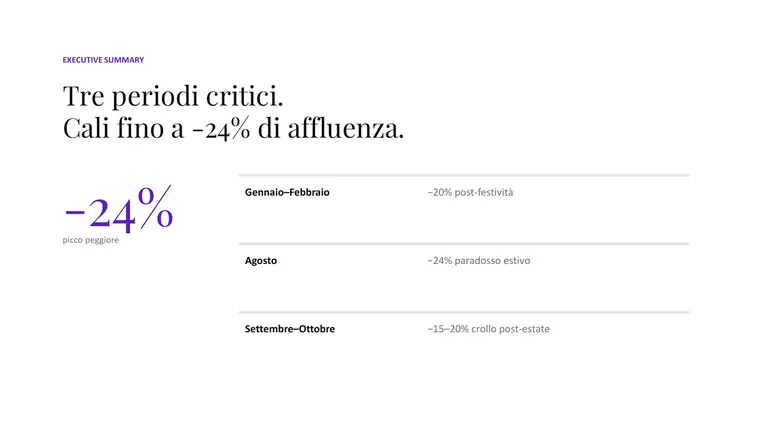 EXECUTIVE SUMMARY
Tre periodi critici.
Cali fino a -24% di affluenza.
−24%
picco peggiore
Gennaio–Febbraio −20% post-festività
Agosto −24% paradosso estivo
Settembre–Ottobre −15–20% crollo post-estate